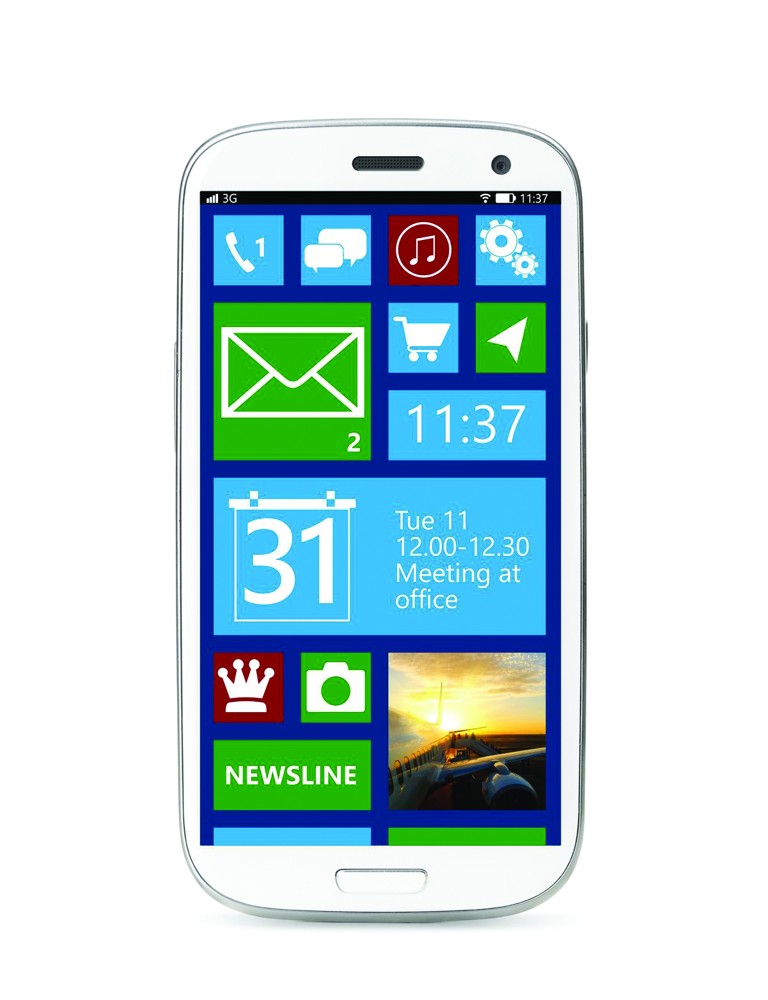 3G 11:37
1
2
11:37
31
Tue 11
12.00-12.30
Meeting at
office
NEWSLINE